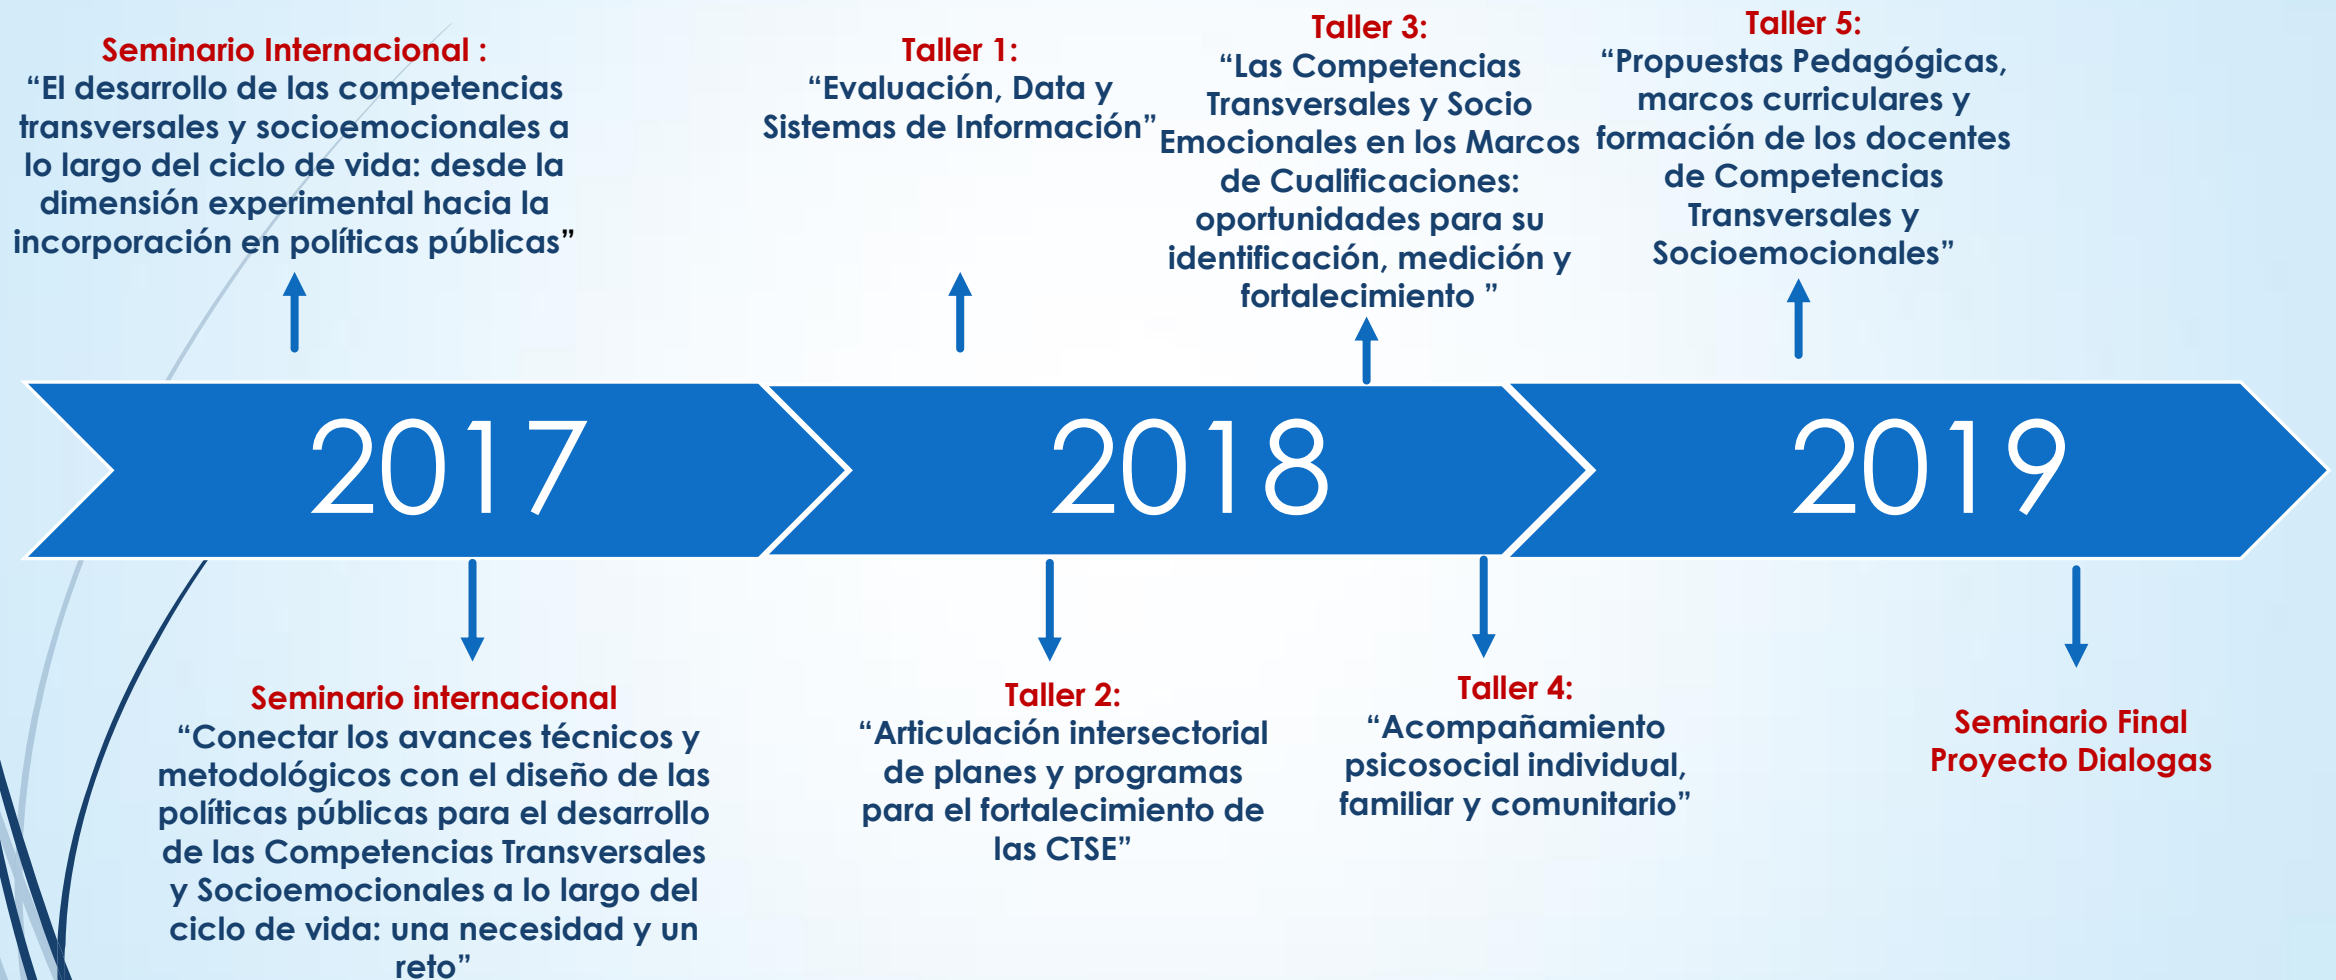 Seminario Internacional :
“El desarrollo de las competencias
transversales y socioemocionales a
lo largo del ciclo de vida: desde la
dimensión experimental hacia la
incorporación en políticas públicas”
Taller 1:
“Evaluación, Data y
Sistemas de Información”
Taller 3:
“Las Competencias
Transversales y Socio
Emocionales en los Marcos
de Cualificaciones:
oportunidades para su
identificación, medición y
fortalecimiento ”
Taller 5:
“Propuestas Pedagógicas,
marcos curriculares y
formación de los docentes
de Competencias
Transversales y
Socioemocionales”
2017
2018
2019
Seminario internacional
“Conectar los avances técnicos y
metodológicos con el diseño de las
políticas públicas para el desarrollo
de las Competencias Transversales
y Socioemocionales a lo largo del
ciclo de vida: una necesidad y un
reto”
Taller 2:
“Articulación intersectorial
de planes y programas
para el fortalecimiento de
las CTSE”
Taller 4:
“Acompañamiento
psicosocial individual,
familiar y comunitario”
Seminario Final
Proyecto Dialogas